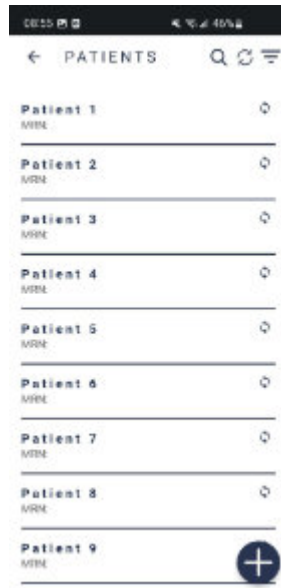 08:55 46%
PATIENTS
Patient 1
MRN:
Patient 2
MRN:
Patient 3
MRN:
Patient 4
MRN:
Patient 5
MRN:
Patient 6
MRN:
Patient 7
MRN:
Patient 8
MRN:
Patient 9
MRN: